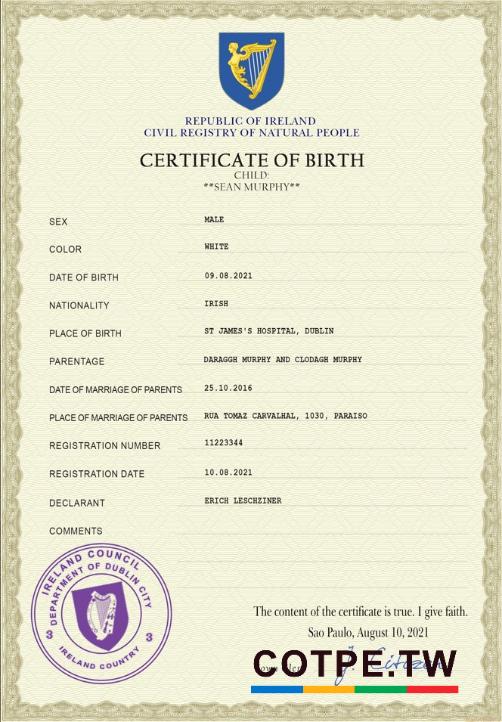 REPUBLIC OF IRELAND
CIVIL REGISTRY OF NATURAL PEOPLE
CERTIFICATE OF BIRTH
CHILD:
**SEAN MURPHY**
SEX MALE
COLOR WHITE
DATE OF BIRTH 09.08.2021
NATIONALITY IRISH
PLACE OF BIRTH ST JAMES'S HOSPITAL, DUBLIN
PARENTAGE DARAGGH MURPHY AND CLODAGH MURPHY
DATE OF MARRIAGE OF PARENTS 25.10.2016
PLACE OF MARRIAGE OF PARENTS RUA TOMAZ CARVALHAL, 1030, PARAISO
REGISTRATION NUMBER 11223344
REGISTRATION DATE 10.08.2021
DECLARANT ERICH LESCHZINER
COMMENTS
IRELAND COUNCIL
DEPARTMENT OF DUBLIN CITY
3 3
IRELAND COUNTRY
The content of the certificate is true. I give faith.
Sao Paulo, August 10, 2021
J. Citizen
COTPE.TW